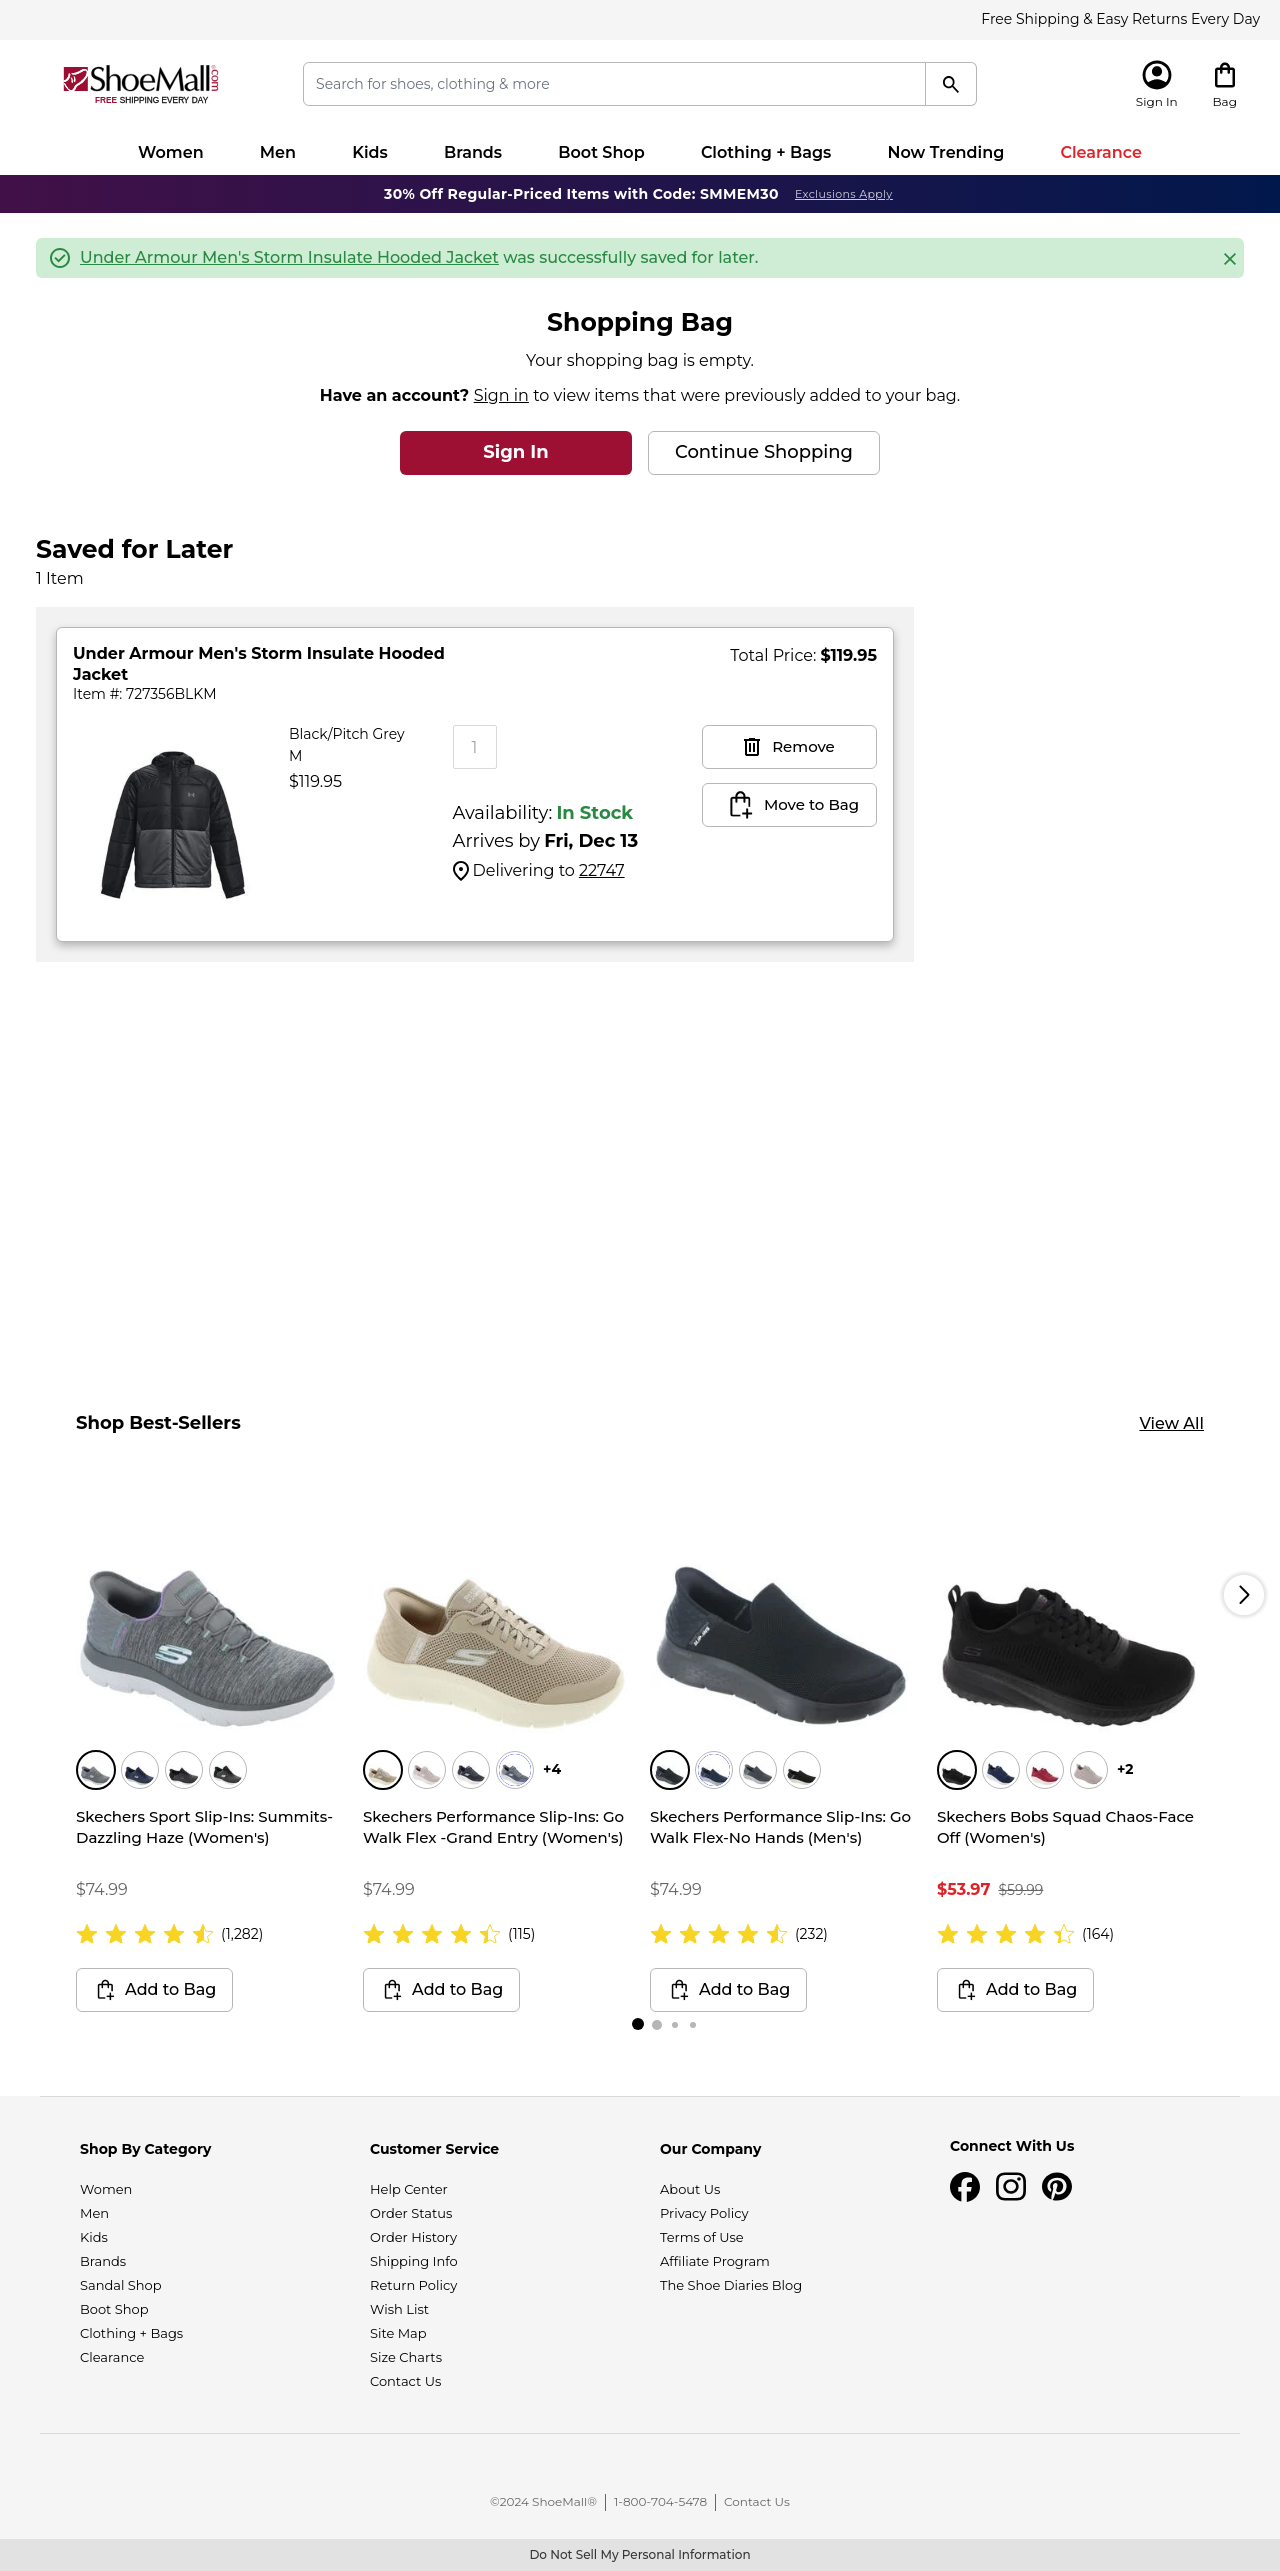 Free Shipping & Easy Returns Every Day
ShoeMall.com
FREE SHIPPING EVERY DAY
Search for shoes, clothing & more
Sign In
Bag
Women
Men
Kids
Brands
Boot Shop
Clothing + Bags
Now Trending
Clearance
30% Off Regular-Priced Items with Code: SMMEM30 Exclusions Apply
Under Armour Men's Storm Insulate Hooded Jacket was successfully saved for later.
Shopping Bag
Your shopping bag is empty.
Have an account? Sign in to view items that were previously added to your bag.
Sign In
Continue Shopping
Saved for Later
1 Item
Under Armour Men's Storm Insulate Hooded
Jacket
Item #: 727356BLKM
Total Price: $119.95
Black/Pitch Grey
M
$119.95
1
Availability: In Stock
Arrives by Fri, Dec 13
Delivering to 22747
Remove
Move to Bag
Shop Best-Sellers
View All
Skechers Sport Slip-Ins: Summits-
Dazzling Haze (Women's)
$74.99
(1,282)
Add to Bag
+4
Skechers Performance Slip-Ins: Go
Walk Flex -Grand Entry (Women's)
$74.99
(115)
Add to Bag
Skechers Performance Slip-Ins: Go
Walk Flex-No Hands (Men's)
$74.99
(232)
Add to Bag
+2
Skechers Bobs Squad Chaos-Face
Off (Women's)
$53.97 $59.99
(164)
Add to Bag
Shop By Category
Women
Men
Kids
Brands
Sandal Shop
Boot Shop
Clothing + Bags
Clearance
Customer Service
Help Center
Order Status
Order History
Shipping Info
Return Policy
Wish List
Site Map
Size Charts
Contact Us
Our Company
About Us
Privacy Policy
Terms of Use
Affiliate Program
The Shoe Diaries Blog
Connect With Us
©2024 ShoeMall®
1-800-704-5478
Contact Us
Do Not Sell My Personal Information